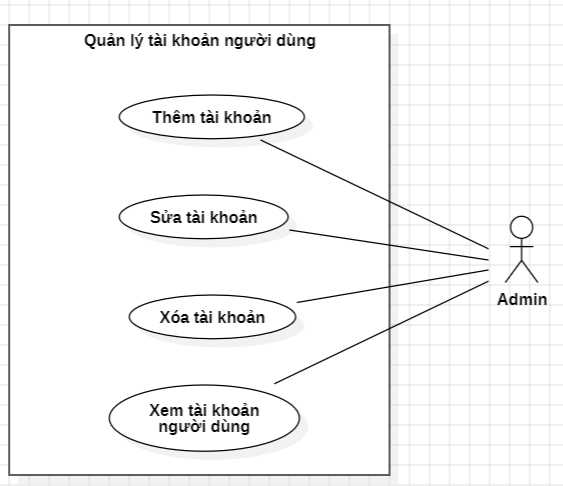 Quản lý tài khoản người dùng
Thêm tài khoản
Sửa tài khoản
Xóa tài khoản
Admin
Xem tài khoản
người dùng